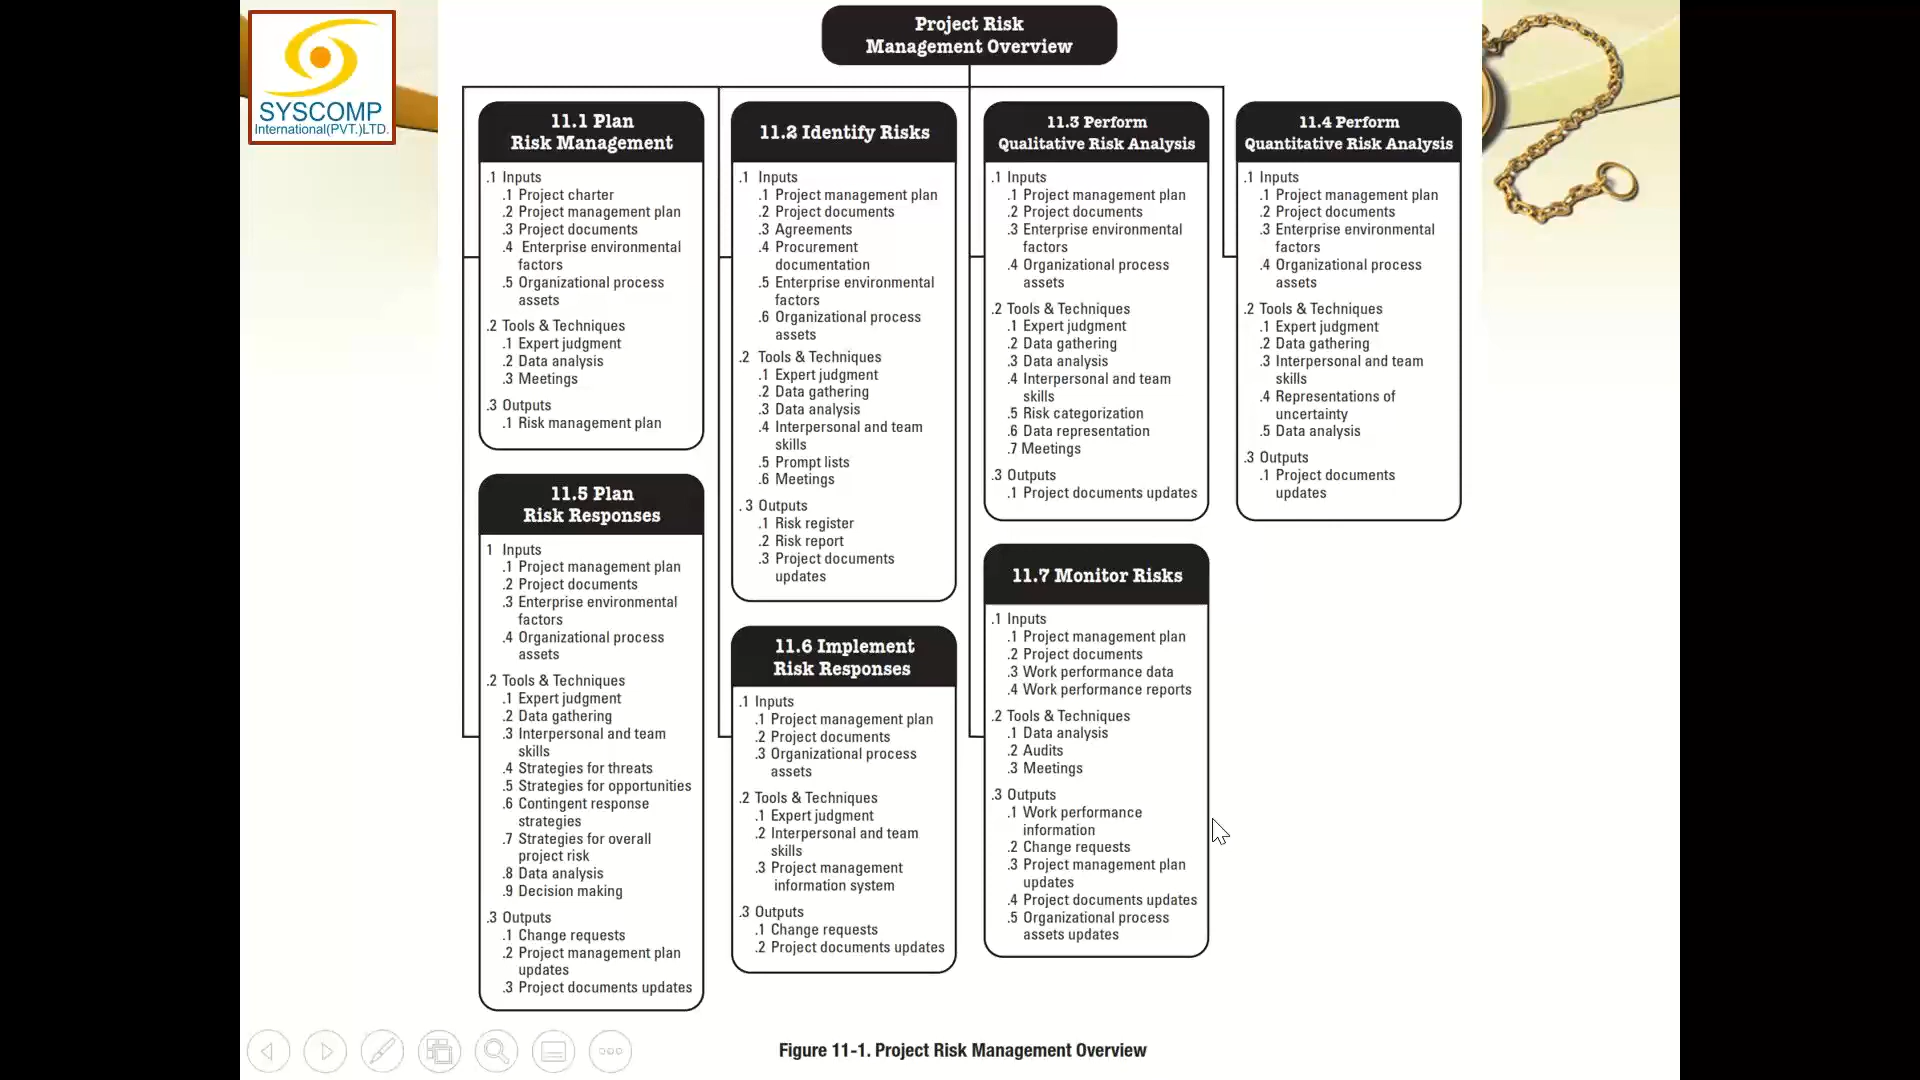 SYSCOMP
International(PVT.)LTD.
Project Risk
Management Overview
11.1 Plan
Risk Management
.1 Inputs
.1 Project charter
.2 Project management plan
.3 Project documents
.4 Enterprise environmental
factors
.5 Organizational process
assets
.2 Tools & Techniques
.1 Expert judgment
.2 Data analysis
.3 Meetings
.3 Outputs
.1 Risk management plan
11.2 Identify Risks
.1 Inputs
.1 Project management plan
.2 Project documents
.3 Agreements
.4 Procurement
documentation
.5 Enterprise environmental
factors
.6 Organizational process
assets
.2 Tools & Techniques
.1 Expert judgment
.2 Data gathering
.3 Data analysis
.4 Interpersonal and team
skills
.5 Prompt lists
.6 Meetings
.3 Outputs
.1 Risk register
.2 Risk report
.3 Project documents
updates
11.3 Perform
Qualitative Risk Analysis
.1 Inputs
.1 Project management plan
.2 Project documents
.3 Enterprise environmental
factors
.4 Organizational process
assets
.2 Tools & Techniques
.1 Expert judgment
.2 Data gathering
.3 Data analysis
.4 Interpersonal and team
skills
.5 Risk categorization
.6 Data representation
.7 Meetings
.3 Outputs
.1 Project documents updates
11.4 Perform
Quantitative Risk Analysis
.1 Inputs
.1 Project management plan
.2 Project documents
.3 Enterprise environmental
factors
.4 Organizational process
assets
.2 Tools & Techniques
.1 Expert judgment
.2 Data gathering
.3 Interpersonal and team
skills
.4 Representations of
uncertainty
.5 Data analysis
.3 Outputs
.1 Project documents
updates
11.5 Plan
Risk Responses
1 Inputs
.1 Project management plan
.2 Project documents
.3 Enterprise environmental
factors
.4 Organizational process
assets
.2 Tools & Techniques
.1 Expert judgment
.2 Data gathering
.3 Interpersonal and team
skills
.4 Strategies for threats
.5 Strategies for opportunities
.6 Contingent response
strategies
.7 Strategies for overall
project risk
.8 Data analysis
.9 Decision making
.3 Outputs
.1 Change requests
.2 Project management plan
updates
.3 Project documents updates
11.6 Implement
Risk Responses
.1 Inputs
.1 Project management plan
.2 Project documents
.3 Organizational process
assets
.2 Tools & Techniques
.1 Expert judgment
.2 Interpersonal and team
skills
.3 Project management
information system
.3 Outputs
.1 Change requests
.2 Project documents updates
11.7 Monitor Risks
.1 Inputs
.1 Project management plan
.2 Project documents
.3 Work performance data
.4 Work performance reports
.2 Tools & Techniques
.1 Data analysis
.2 Audits
.3 Meetings
.3 Outputs
.1 Work performance
information
.2 Change requests
.3 Project management plan
updates
.4 Project documents updates
.5 Organizational process
assets updates
Figure 11-1. Project Risk Management Overview